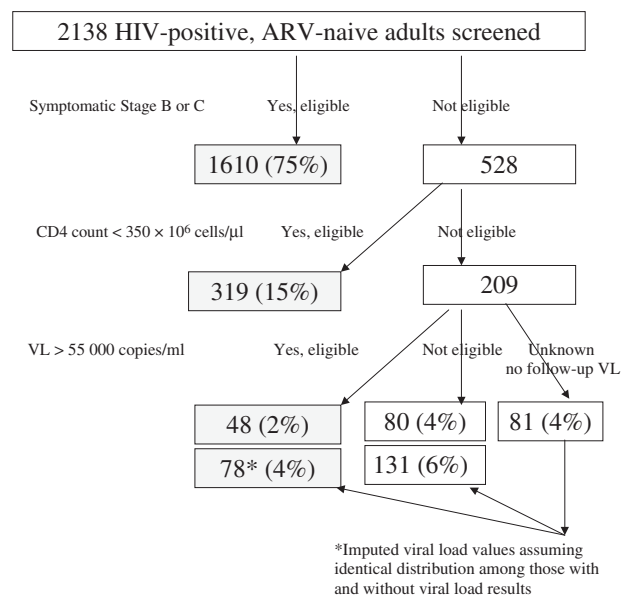 2138 HIV-positive, ARV-naive adults screened
Symptomatic Stage B or C
Yes, eligible
Not eligible
1610 (75%)
528
CD4 count < 350 × 10⁶ cells/μl
Yes, eligible
Not eligible
319 (15%)
209
VL > 55 000 copies/ml
Yes, eligible
Not eligible
Unknown
no follow-up VL
48 (2%)
80 (4%)
81 (4%)
78* (4%)
131 (6%)
*Imputed viral load values assuming
identical distribution among those with
and without viral load results